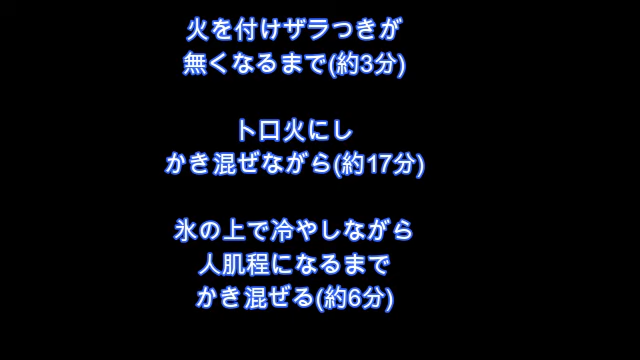 火を付けザラつきが
無くなるまで(約3分)
トロ火にし
かき混ぜながら(約17分)
氷の上で冷やしながら
人肌程になるまで
かき混ぜる(約6分)